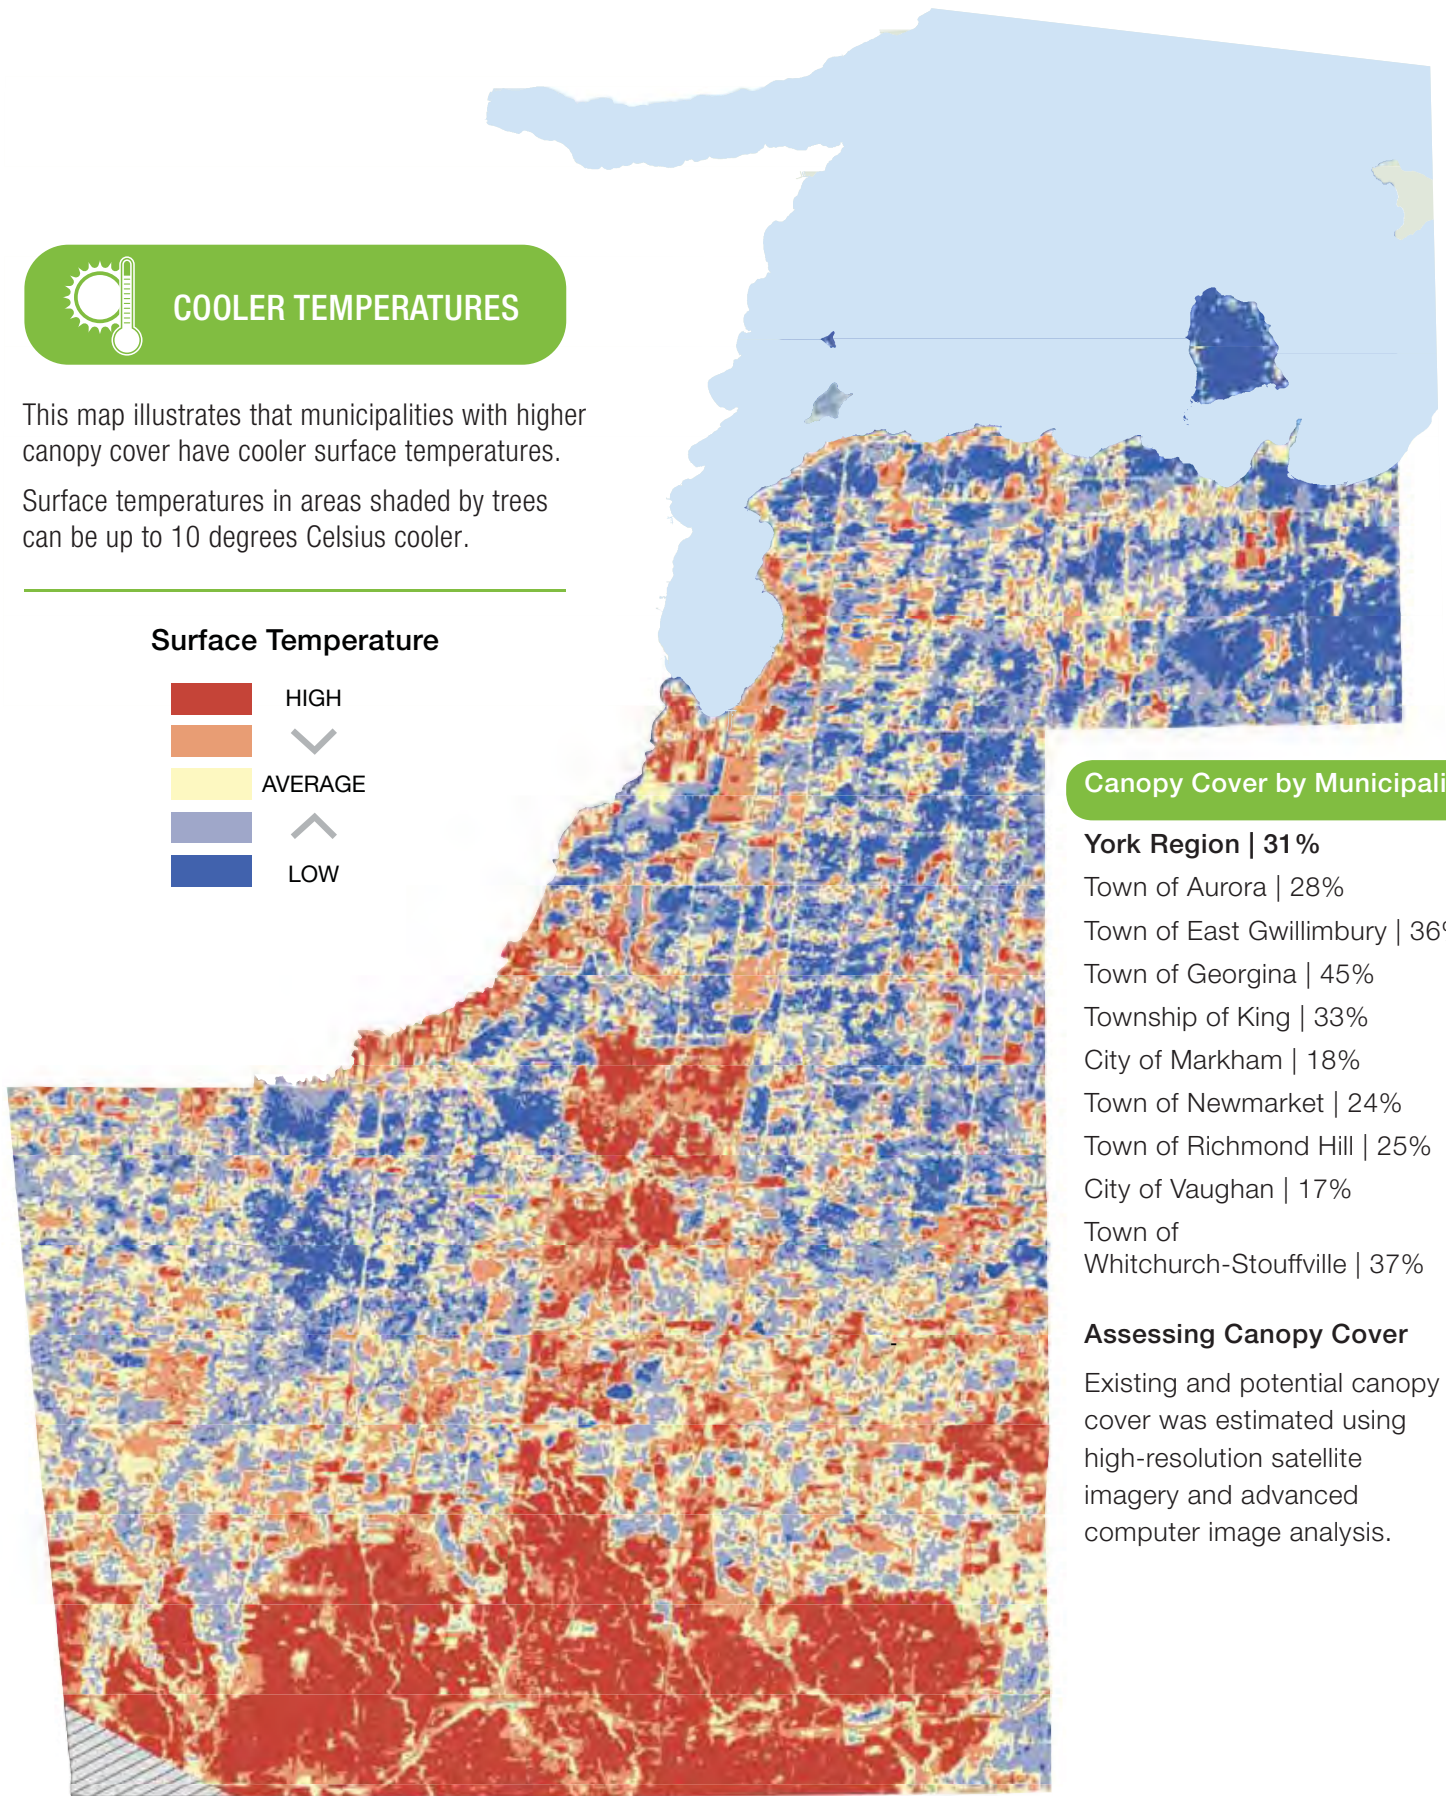 COOLER TEMPERATURES
This map illustrates that municipalities with higher
canopy cover have cooler surface temperatures.
Surface temperatures in areas shaded by trees
can be up to 10 degrees Celsius cooler.
Surface Temperature
HIGH
AVERAGE
LOW
Canopy Cover by Municipali
York Region | 31%
Town of Aurora | 28%
Town of East Gwillimbury | 36%
Town of Georgina | 45%
Township of King | 33%
City of Markham | 18%
Town of Newmarket | 24%
Town of Richmond Hill | 25%
City of Vaughan | 17%
Town of
Whitchurch-Stouffville | 37%
Assessing Canopy Cover
Existing and potential canopy
cover was estimated using
high-resolution satellite
imagery and advanced
computer image analysis.